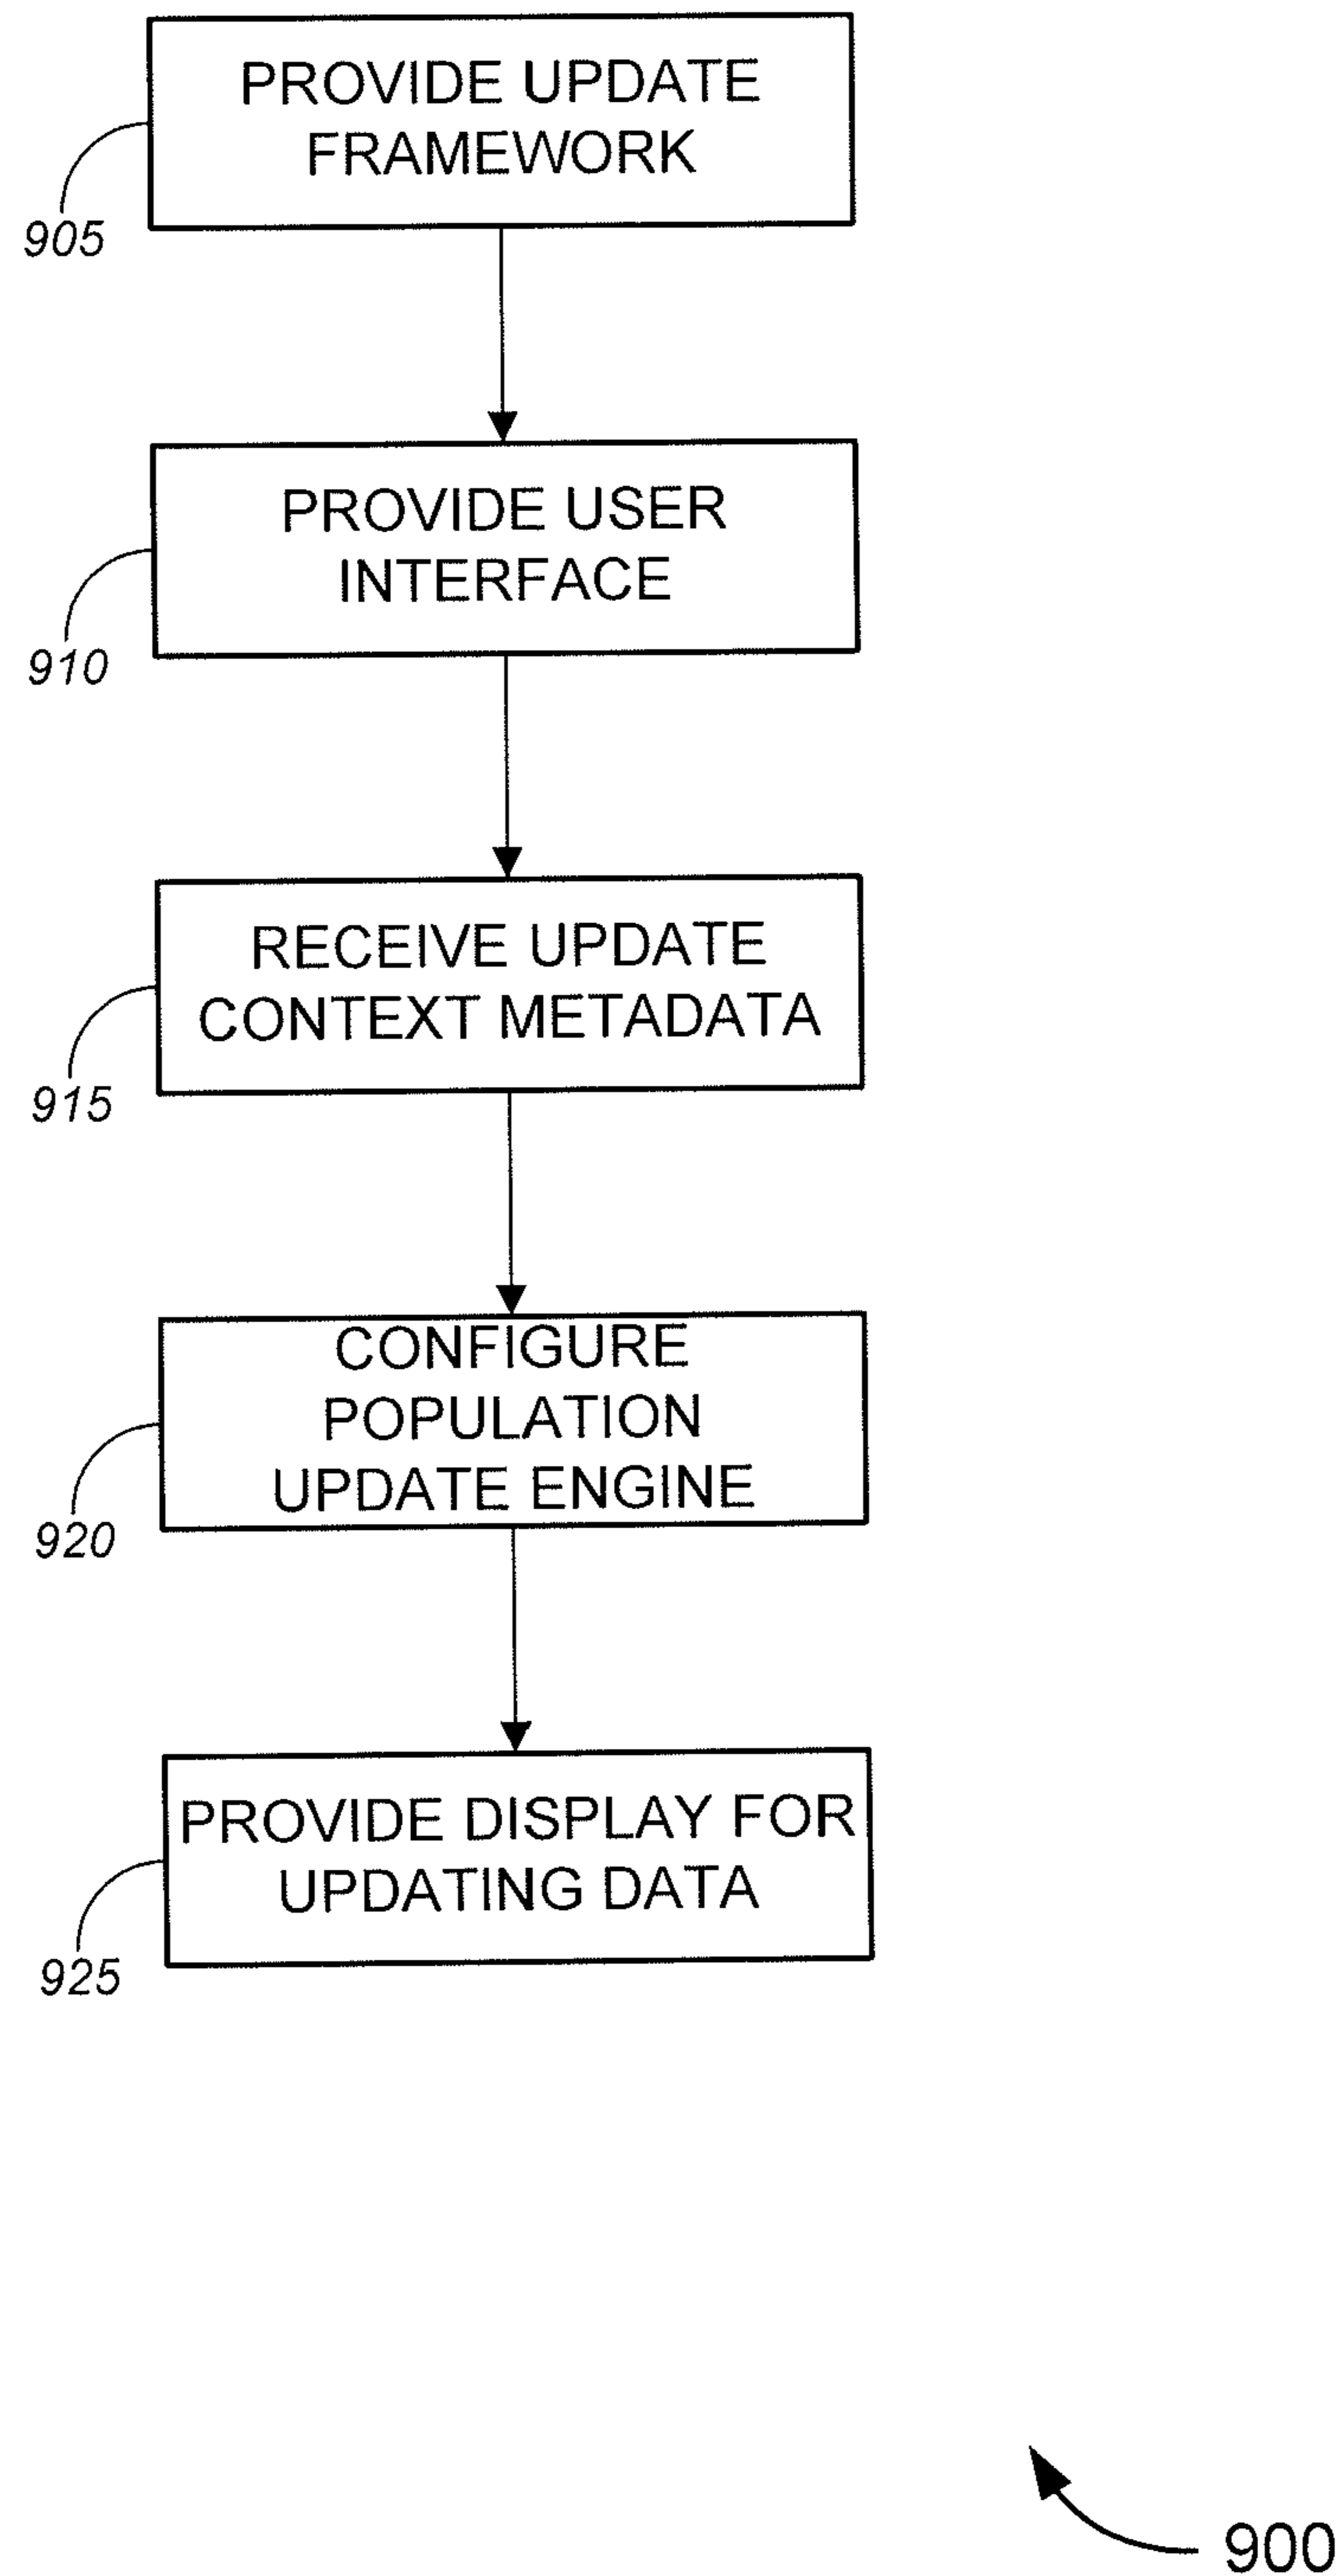 PROVIDE UPDATE
FRAMEWORK
905
PROVIDE USER
INTERFACE
910
RECEIVE UPDATE
CONTEXT METADATA
915
CONFIGURE
POPULATION
UPDATE ENGINE
920
PROVIDE DISPLAY FOR
UPDATING DATA
925
900